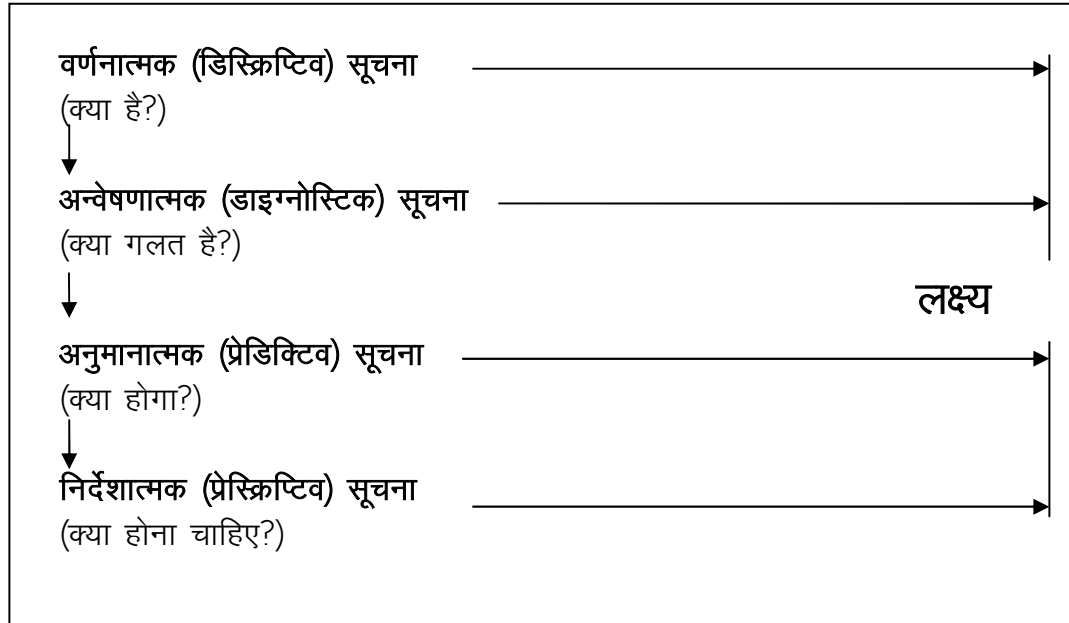 वर्णनात्मक (डिस्क्रिप्टिव) सूचना
(क्या है?)
अन्वेषणात्मक (डाइग्नोस्टिक) सूचना
(क्या गलत है?)
लक्ष्य
अनुमानात्मक (प्रेडिक्टिव) सूचना
(क्या होगा?)
निर्देशात्मक (प्रेस्क्रिप्टिव) सूचना
(क्या होना चाहिए?)